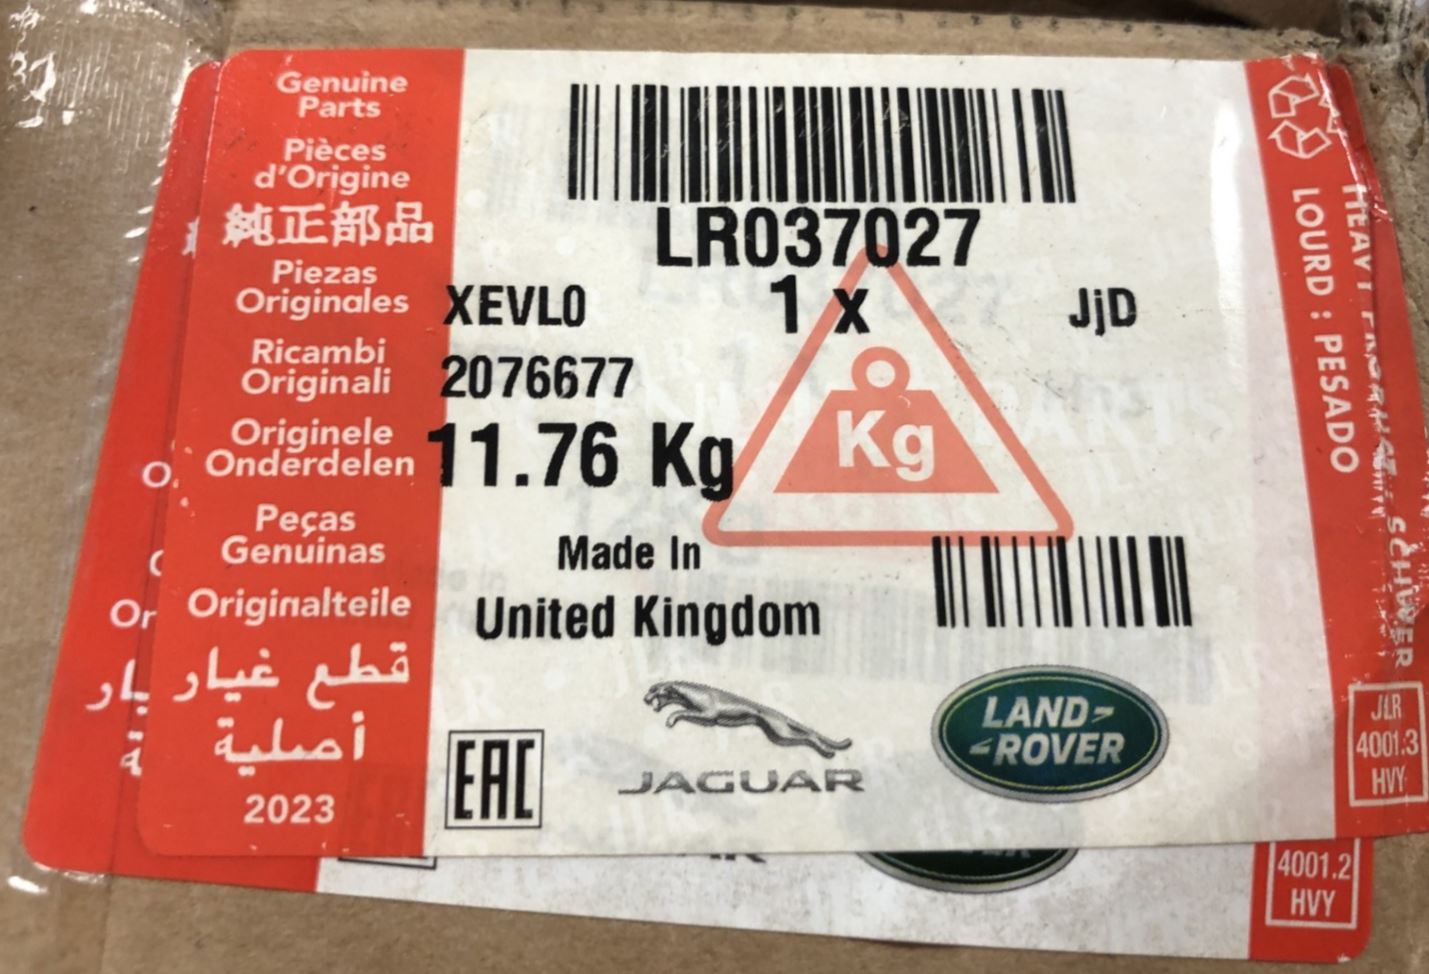 Genuine
Parts
Pièces
d'Origine
純正部品
Piezas
Originales
Ricambi
Originali
Originele
Onderdelen
Peças
Genuinas
Originalteile
قطع غيار
أصلية
2023
LR037027
XEVL0 1 x JjD
2076677
11.76 Kg
Kg
Made In
United Kingdom
EAC
JAGUAR
LAND-
-ROVER
LOURD : PESADO
SCHWER
JLR
4001.3
HVY
4001.2
HVY